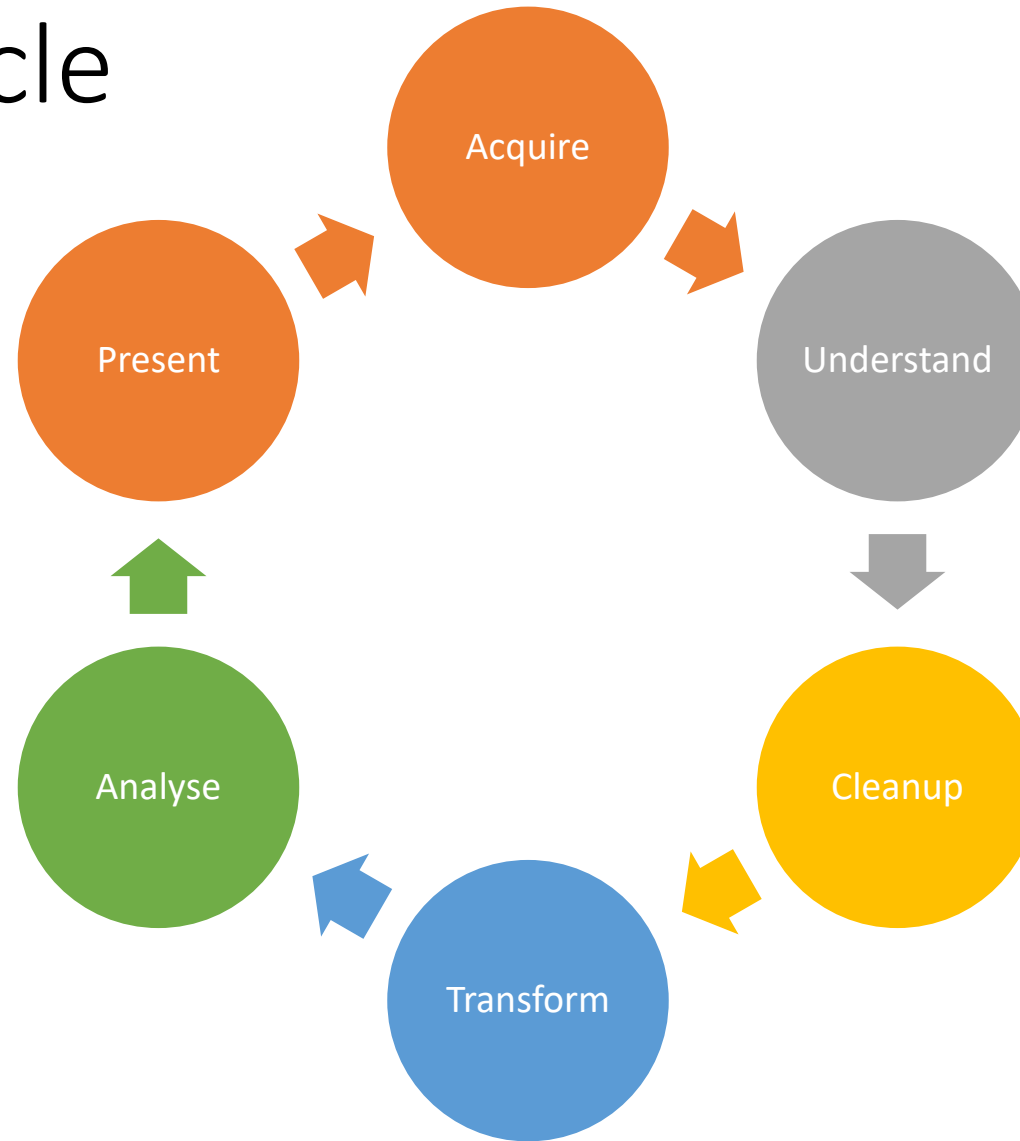 cle
Acquire
Understand
Cleanup
Transform
Analyse
Present